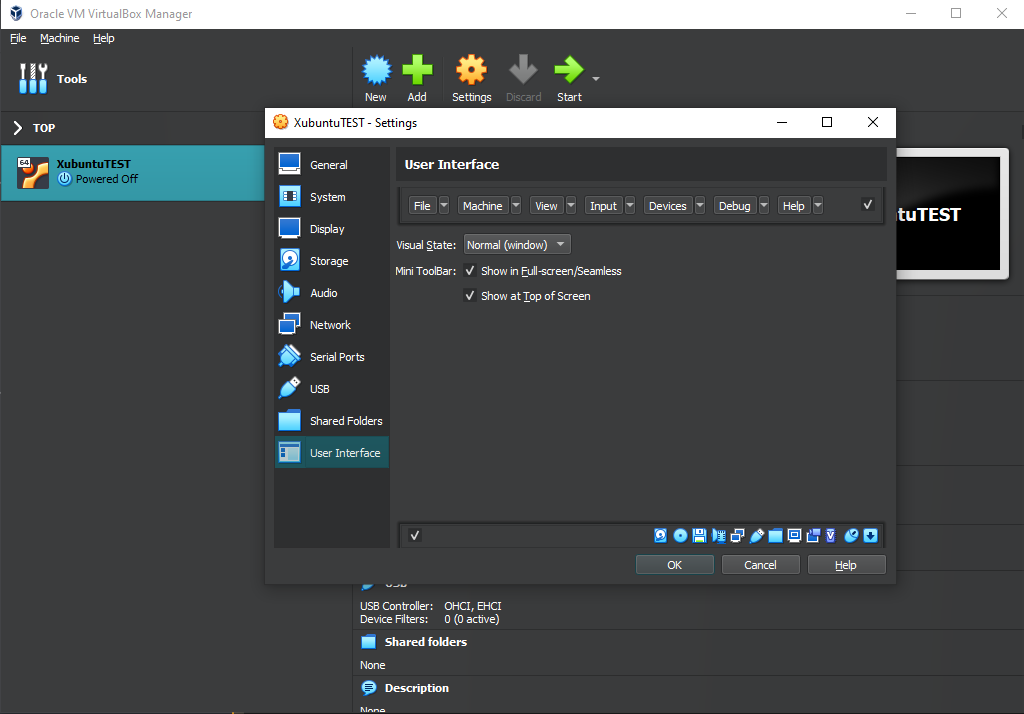 Oracle VM VirtualBox Manager
File Machine Help
Tools
New Add Settings Discard Start
TOP
64
XubuntuTEST
Powered Off
XubuntuTEST - Settings
General
System
Display
Storage
Audio
Network
Serial Ports
USB
Shared Folders
User Interface
User Interface
File Machine View Input Devices Debug Help
Visual State: Normal (window)
Mini ToolBar: Show in Full-screen/Seamless
Show at Top of Screen
V
OK Cancel Help
tuTEST
USB
USB Controller: OHCI, EHCI
Device Filters: 0 (0 active)
Shared folders
None
Description
None